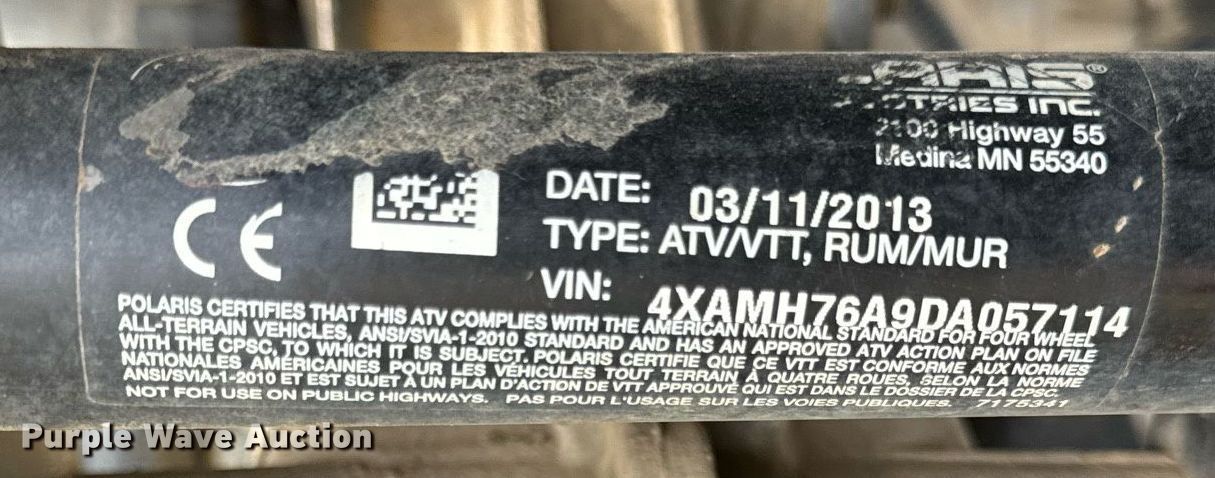 INC.
Highway 55
Medina MN 55340
CE
DATE: 03/11/2013
TYPE: ATV/VTT, RUM/MUR
VIN: 4XAMH76A9DA057114
POLARIS CERTIFIES THAT THIS ATV COMPLIES WITH THE AMERICAN NATIONAL STANDARD FOR FOUR WHEEL
ALL-TERRAIN VEHICLES, ANSI/SVIA-1-2010 STANDARD AND HAS AN APPROVED ATV ACTION PLAN ON FILE
WITH THE CPSC, TO WHICH IT IS SUBJECT. POLARIS CERTIFIE QUE CE VTT EST CONFORME AUX NORMES
NATIONALES AMÉRICAINES POUR LES VÉHICULES TOUT TERRAIN À QUATRE ROUES, SELON LA NORME
ANSI/SVIA-1-2010 ET EST SUJET À UN PLAN D'ACTION DE VTT APPROUVÉ QUI EST DANS LE DOSSIER DE LA CPSC.
NOT FOR USE ON PUBLIC HIGHWAYS. PAS POUR L'USAGE SUR LES VOIES PUBLIQUES. 7175341
Purple Wave Auction